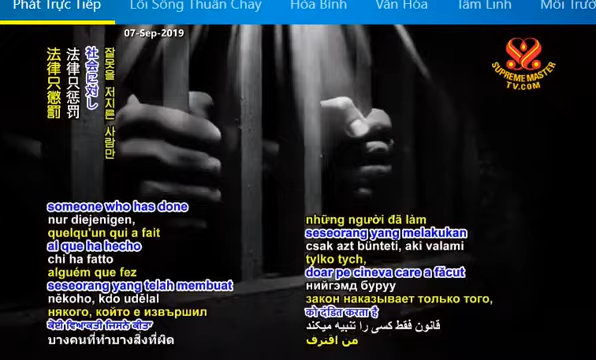 Phát Trực Tiếp
Lối Sống Thuần Chay
Hòa Bình
Văn Hóa
Tâm Linh
Môi Trườ
07-Sep-2019
SUPREME MASTER
TV.COM
法律只懲罰
法律只惩罚
社会に対し
잘못을 저지른 사람만
someone who has done
nur diejenigen,
quelqu'un qui a fait
al que ha hecho
chi ha fatto
alguém que fez
seseorang yang telah membuat
někoho, kdo udělal
някого, който е извършил
ਕੋਈ ਵਿਅਕਤੀ ਜਿਸਨੇ ਕੀਤਾ
บางคนที่ทำบางสิ่งที่ผิด
những người đã làm
seseorang yang melakukan
csak azt bünteti, aki valami
tylko tych,
doar pe cineva care a făcut
нийгэмд буруу
закон наказывает только того,
को दंडित करता है
قانون فقط کسی را تنبیه میکند
من اقترف